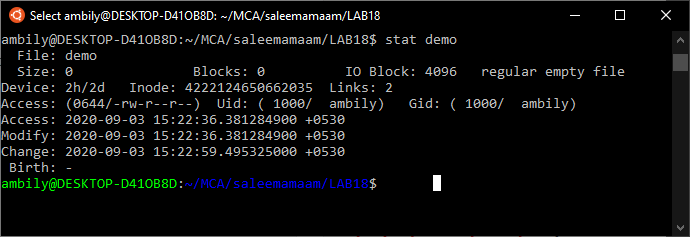 Select ambily@DESKTOP-D41OB8D: ~/MCA/saleemamaam/LAB18
ambily@DESKTOP-D41OB8D:~/MCA/saleemamaam/LAB18$ stat demo
  File: demo
  Size: 0               Blocks: 0          IO Block: 4096   regular empty file
Device: 2h/2d   Inode: 4222124650662035  Links: 2
Access: (0644/-rw-r--r--)  Uid: ( 1000/  ambily)   Gid: ( 1000/  ambily)
Access: 2020-09-03 15:22:36.381284900 +0530
Modify: 2020-09-03 15:22:36.381284900 +0530
Change: 2020-09-03 15:22:59.495325000 +0530
 Birth: -
ambily@DESKTOP-D41OB8D:~/MCA/saleemamaam/LAB18$